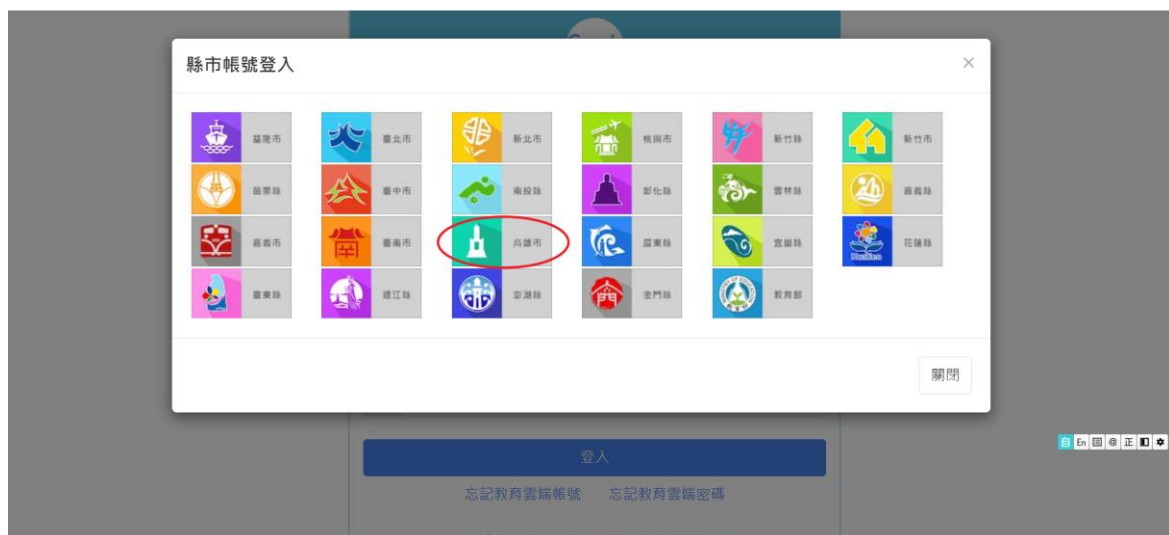 縣市帳號登入
×
基隆市 臺北市 新北市 桃園市 新竹縣 新竹市
苗栗縣 臺中市 南投縣 彰化縣 雲林縣 嘉義縣
嘉義市 臺南市 高雄市 屏東縣 宜蘭縣 Hualien 花蓮縣
臺東縣 連江縣 澎湖縣 金門縣 教育部
關閉
登入
忘記教育雲端帳號 忘記教育雲端密碼
En @ 正